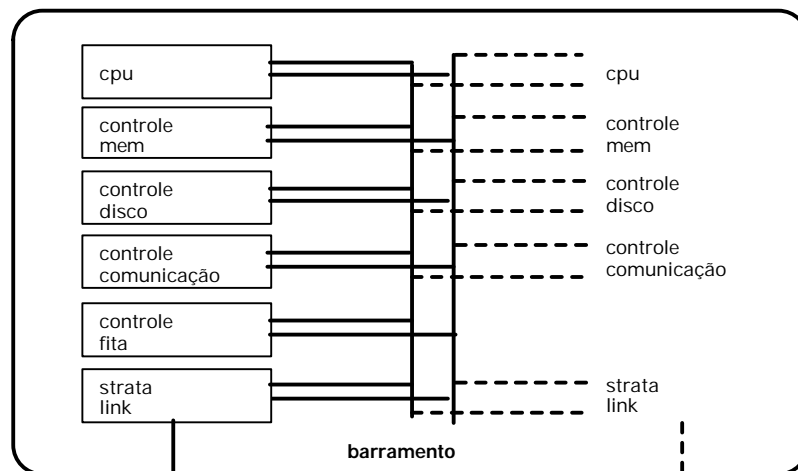 cpu
controle
mem
controle
disco
controle
comunicação
controle
fita
strata
link
cpu
controle
mem
controle
disco
controle
comunicação
strata
link
barramento